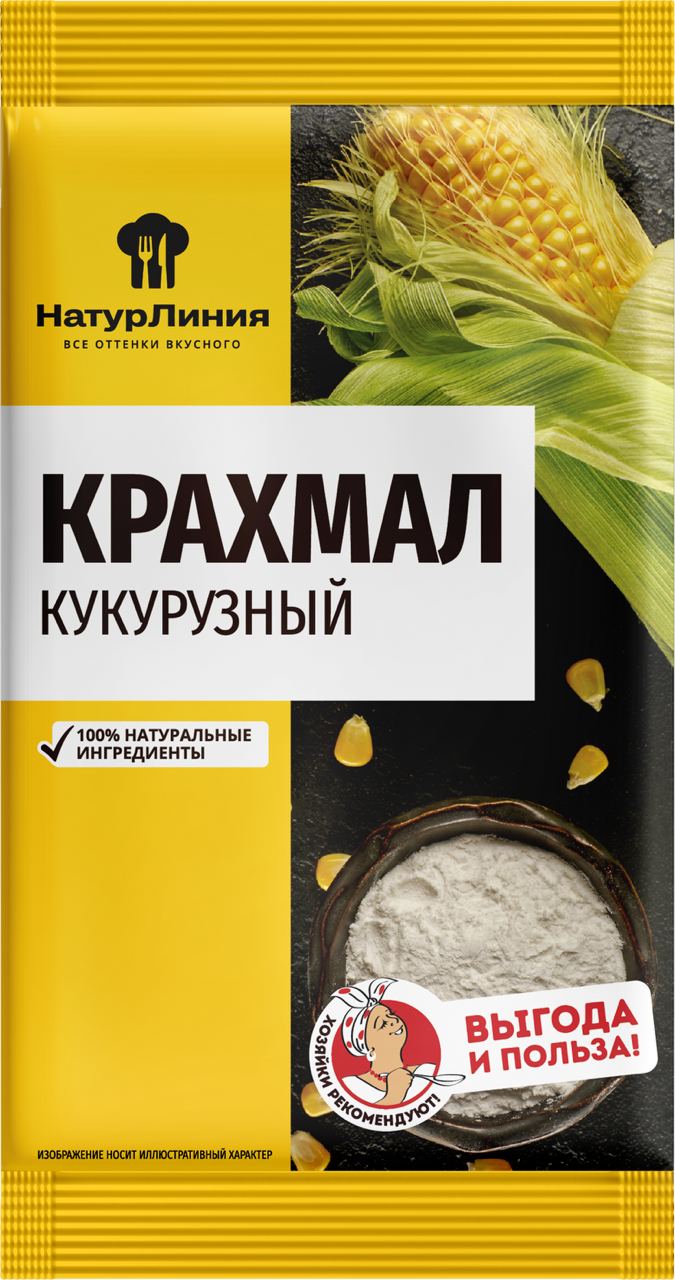 НатурЛиния
ВСЕ ОТТЕНКИ ВКУСНОГО
КРАХМАЛ
КУКУРУЗНЫЙ
100% НАТУРАЛЬНЫЕ
ИНГРЕДИЕНТЫ
ВЫГОДА
И ПОЛЬЗА!
ХОЗЯЙКИ РЕКОМЕНДУЮТ!
ИЗОБРАЖЕНИЕ НОСИТ ИЛЛЮСТРАТИВНЫЙ ХАРАКТЕР